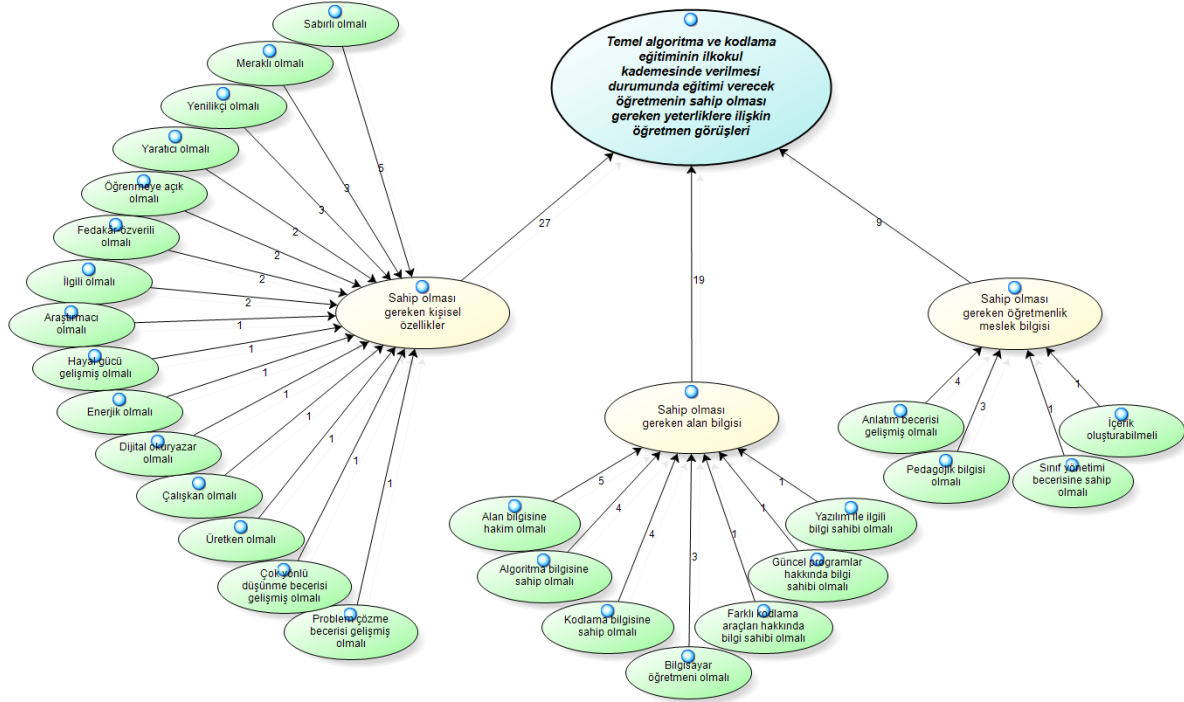 Temel algoritma ve kodlama
eğitiminin ilkokul
kademesinde verilmesi
durumunda eğitimi verecek
öğretmenin sahip olması
gereken yeterliklere ilişkin
öğretmen görüşleri
27
19
9
Sahip olması
gereken kişisel
özellikler
Sabırlı olmalı
5
Meraklı olmalı
3
Yenilikçi olmalı
3
Yaratıcı olmalı
2
Öğrenmeye açık
olmalı
2
Fedakar-özverili
olmalı
2
İlgili olmalı
2
Araştırmacı
olmalı
1
Hayal gücü
gelişmiş olmalı
1
Enerjik olmalı
1
Dijital okuryazar
olmalı
1
Çalışkan olmalı
1
Üretken olmalı
1
Çok yönlü
düşünme becerisi
gelişmiş olmalı
1
Problem çözme
becerisi gelişmiş
olmalı
1
Sahip olması
gereken alan bilgisi
Alan bilgisine
hakim olmalı
5
Algoritma bilgisine
sahip olmalı
4
Kodlama bilgisine
sahip olmalı
4
Bilgisayar
öğretmeni olmalı
3
Farklı kodlama
araçları hakkında
bilgi sahibi olmalı
1
Güncel programlar
hakkında bilgi
sahibi olmalı
1
Yazılım ile ilgili
bilgi sahibi olmalı
1
Sahip olması
gereken öğretmenlik
meslek bilgisi
Anlatım becerisi
gelişmiş olmalı
4
Pedagojik bilgisi
olmalı
3
Sınıf yönetimi
becerisine sahip
olmalı
1
İçerik
oluşturabilmeli
1